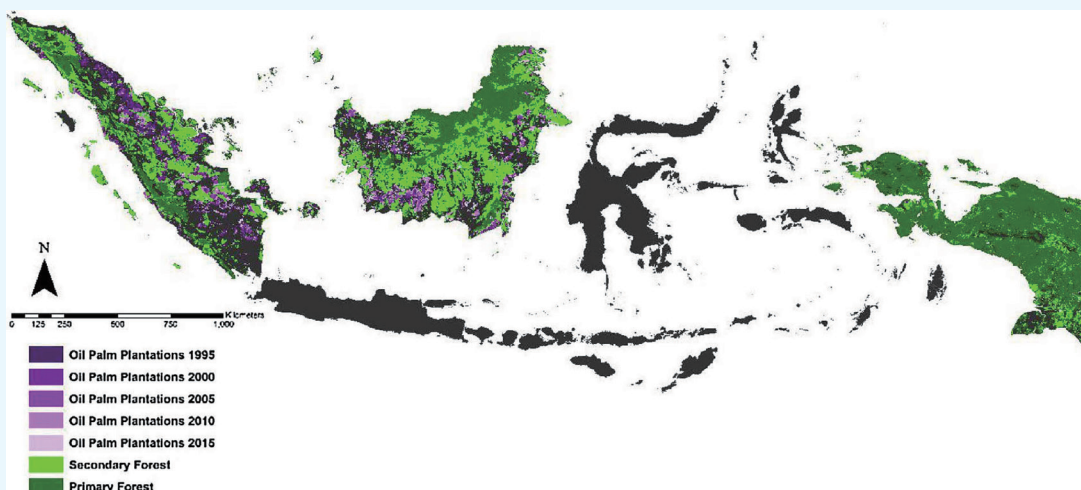 N
Kilometers
0 125 250 500 750 1,000
Oil Palm Plantations 1995
Oil Palm Plantations 2000
Oil Palm Plantations 2005
Oil Palm Plantations 2010
Oil Palm Plantations 2015
Secondary Forest
Primary Forest